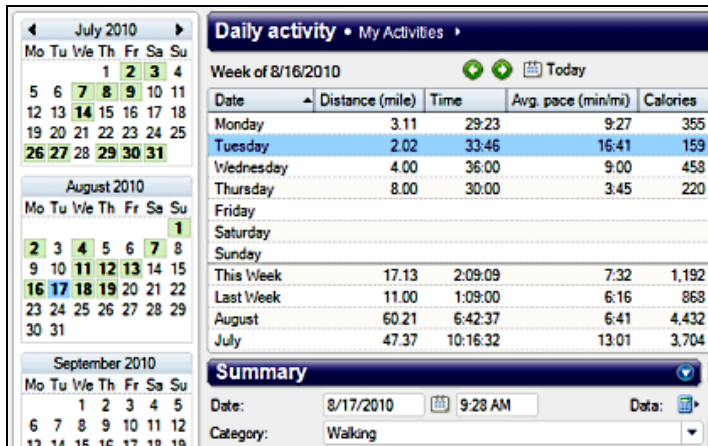 July 2010
Mo Tu We Th Fr Sa Su
1 2 3 4
5 6 7 8 9 10 11
12 13 14 15 16 17 18
19 20 21 22 23 24 25
26 27 28 29 30 31
August 2010
Mo Tu We Th Fr Sa Su
1
2 3 4 5 6 7 8
9 10 11 12 13 14 15
16 17 18 19 20 21 22
23 24 25 26 27 28 29
30 31
September 2010
Mo Tu We Th Fr Sa Su
1 2 3 4 5
6 7 8 9 10 11 12
13 14 15 16 17 18 19
Daily activity • My Activities
Week of 8/16/2010 Today
Date Distance (mile) Time Avg. pace (min/mi) Calories
Monday 3.11 29:23 9:27 355
Tuesday 2.02 33:46 16:41 159
Wednesday 4.00 36:00 9:00 458
Thursday 8.00 30:00 3:45 220
Friday
Saturday
Sunday
This Week 17.13 2:09:09 7:32 1,192
Last Week 11.00 1:09:00 6:16 868
August 60.21 6:42:37 6:41 4,432
July 47.37 10:16:32 13:01 3,704
Summary
Date: 8/17/2010 9:28 AM Data:
Category: Walking